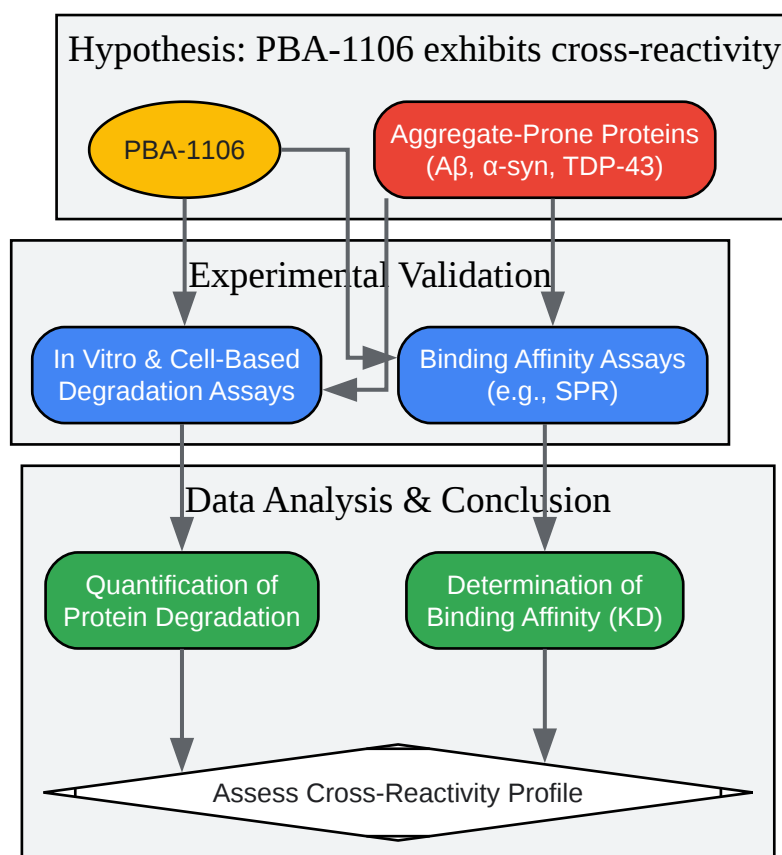 Hypothesis: PBA-1106 exhibits cross-reactivity
PBA-1106
Aggregate-Prone Proteins
(Aβ, α-syn, TDP-43)
Experimental Validation
In Vitro & Cell-Based
Degradation Assays
Binding Affinity Assays
(e.g., SPR)
Data Analysis & Conclusion
Quantification of
Protein Degradation
Determination of
Binding Affinity (KD)
Assess Cross-Reactivity Profile